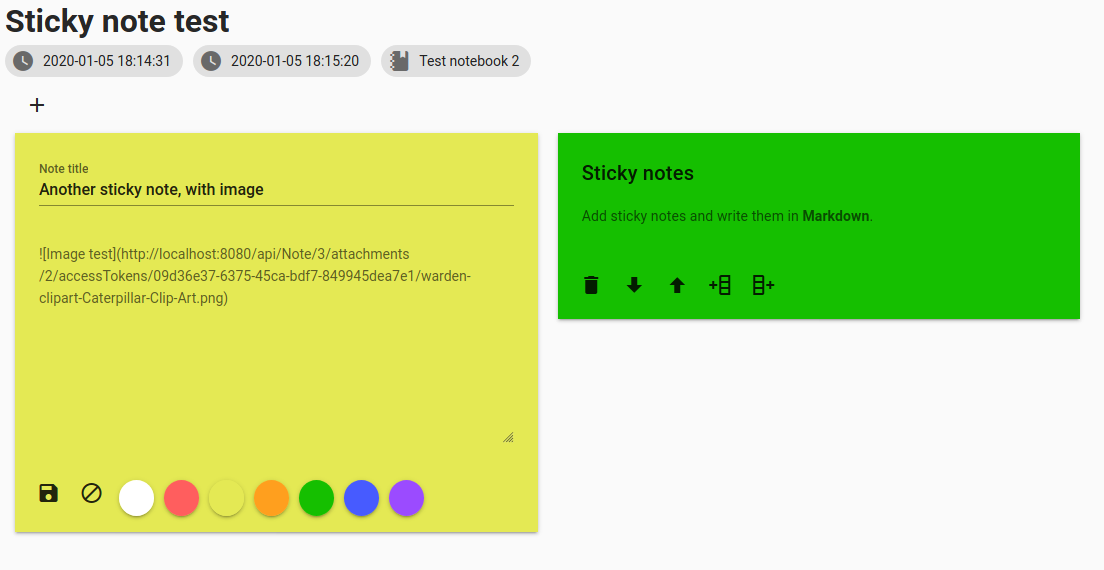 Sticky note test
2020-01-05 18:14:31
2020-01-05 18:15:20
Test notebook 2
Note title
Another sticky note, with image
![Image test](http://localhost:8080/api/Note/3/attachments
/2/accessTokens/09d36e37-6375-45ca-bdf7-849945dea7e1/warden-
clipart-Caterpillar-Clip-Art.png)
Sticky notes
Add sticky notes and write them in Markdown.